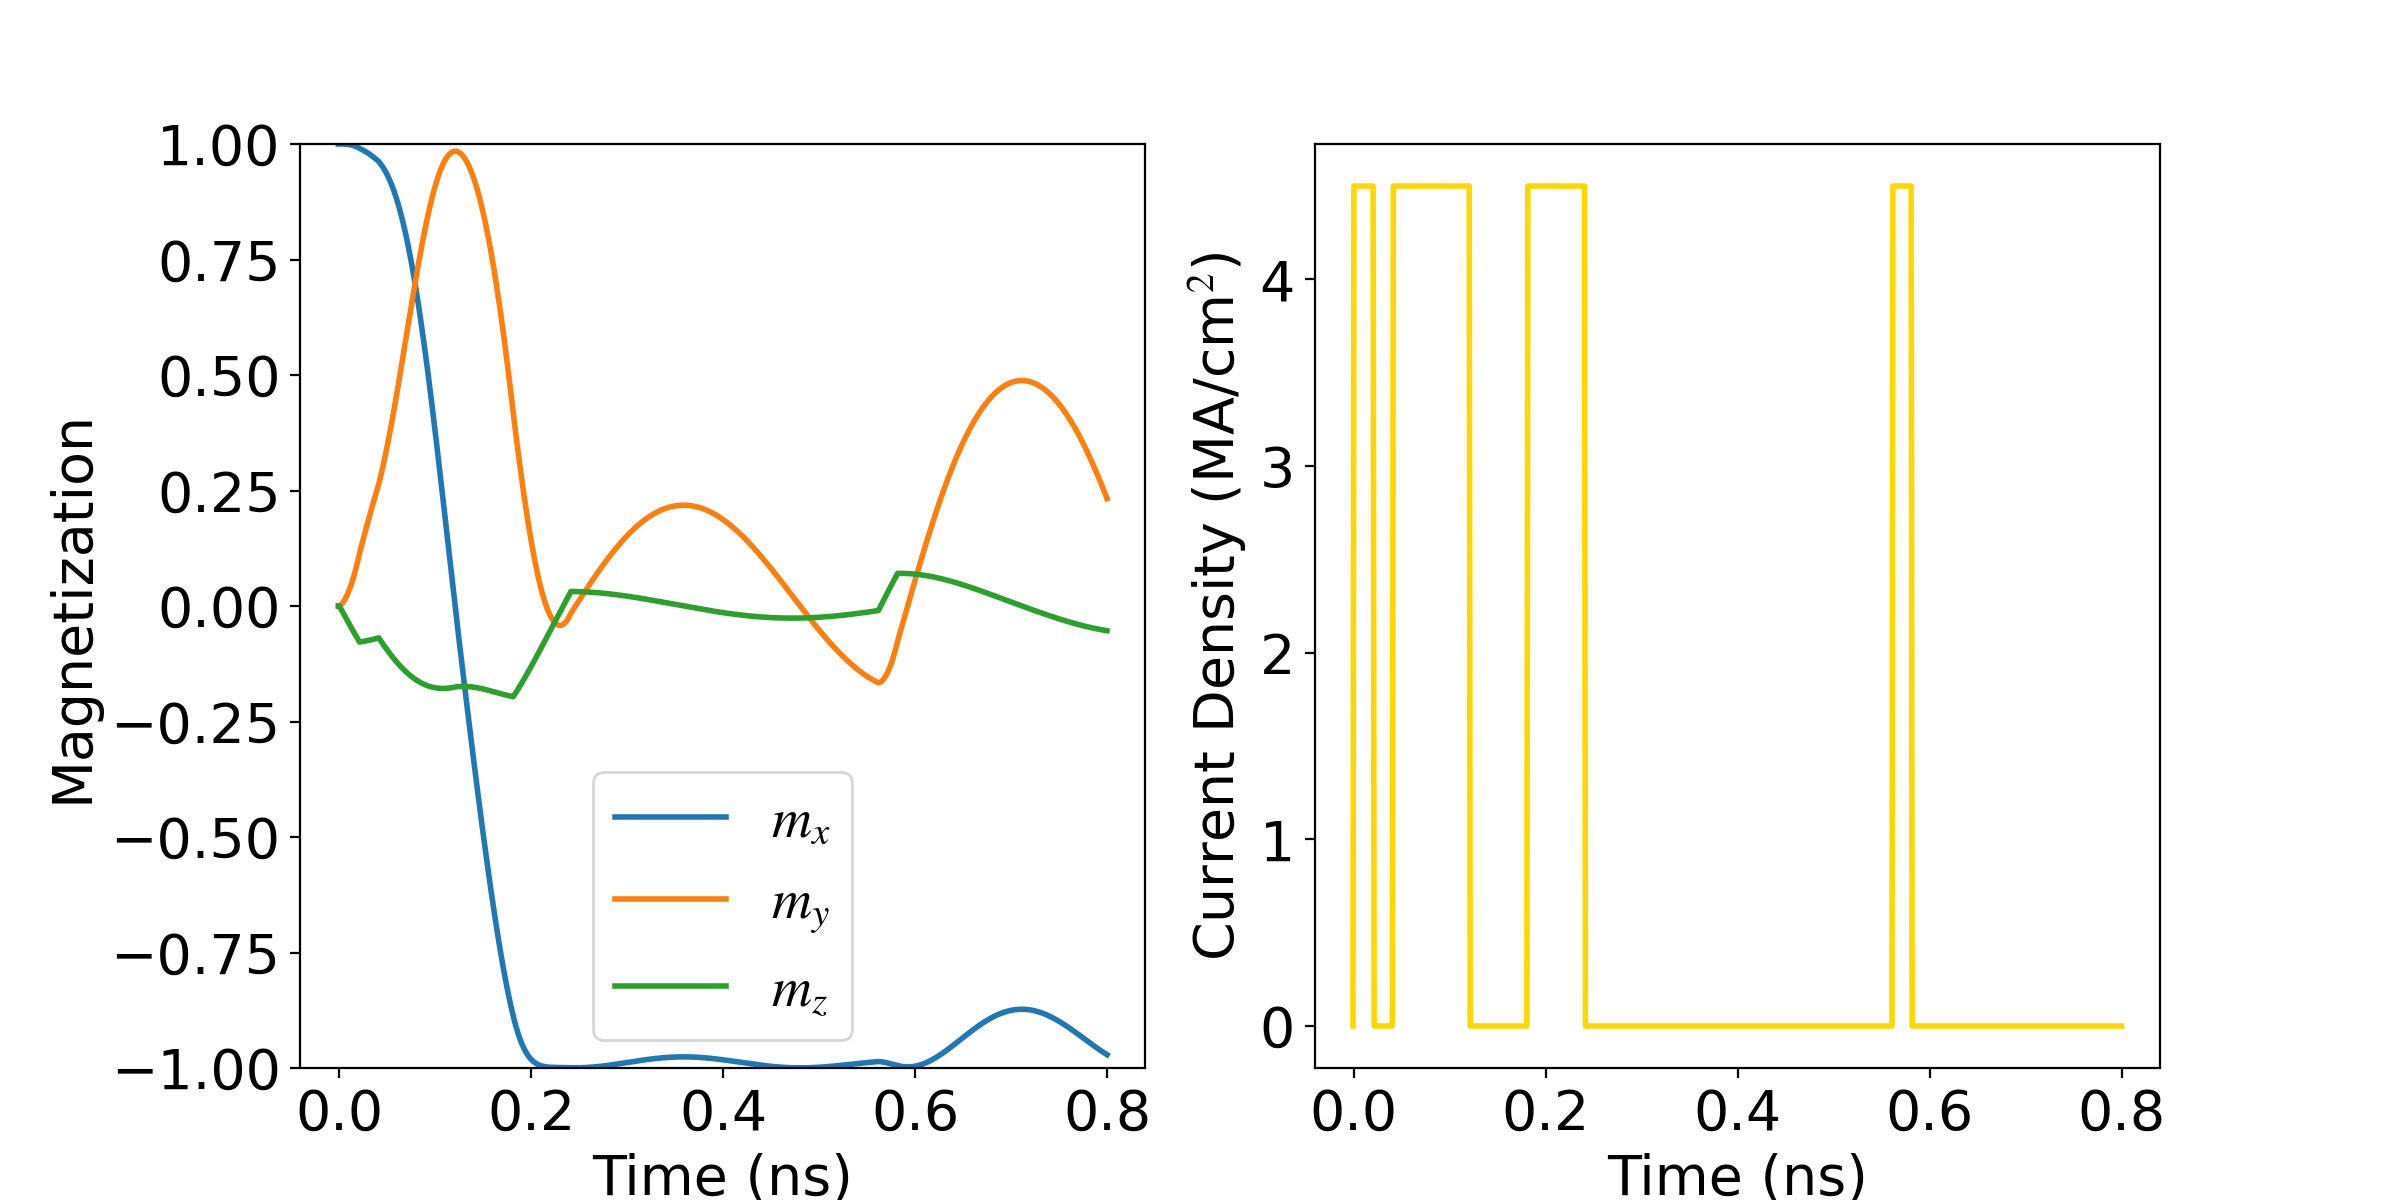 Magnetization
1.00
0.75
0.50
0.25
0.00
−0.25
−0.50
−0.75
−1.00
0.0 0.2 0.4 0.6 0.8
Time (ns)
m_x
m_y
m_z
Current Density (MA/cm²)
4
3
2
1
0
0.0 0.2 0.4 0.6 0.8
Time (ns)